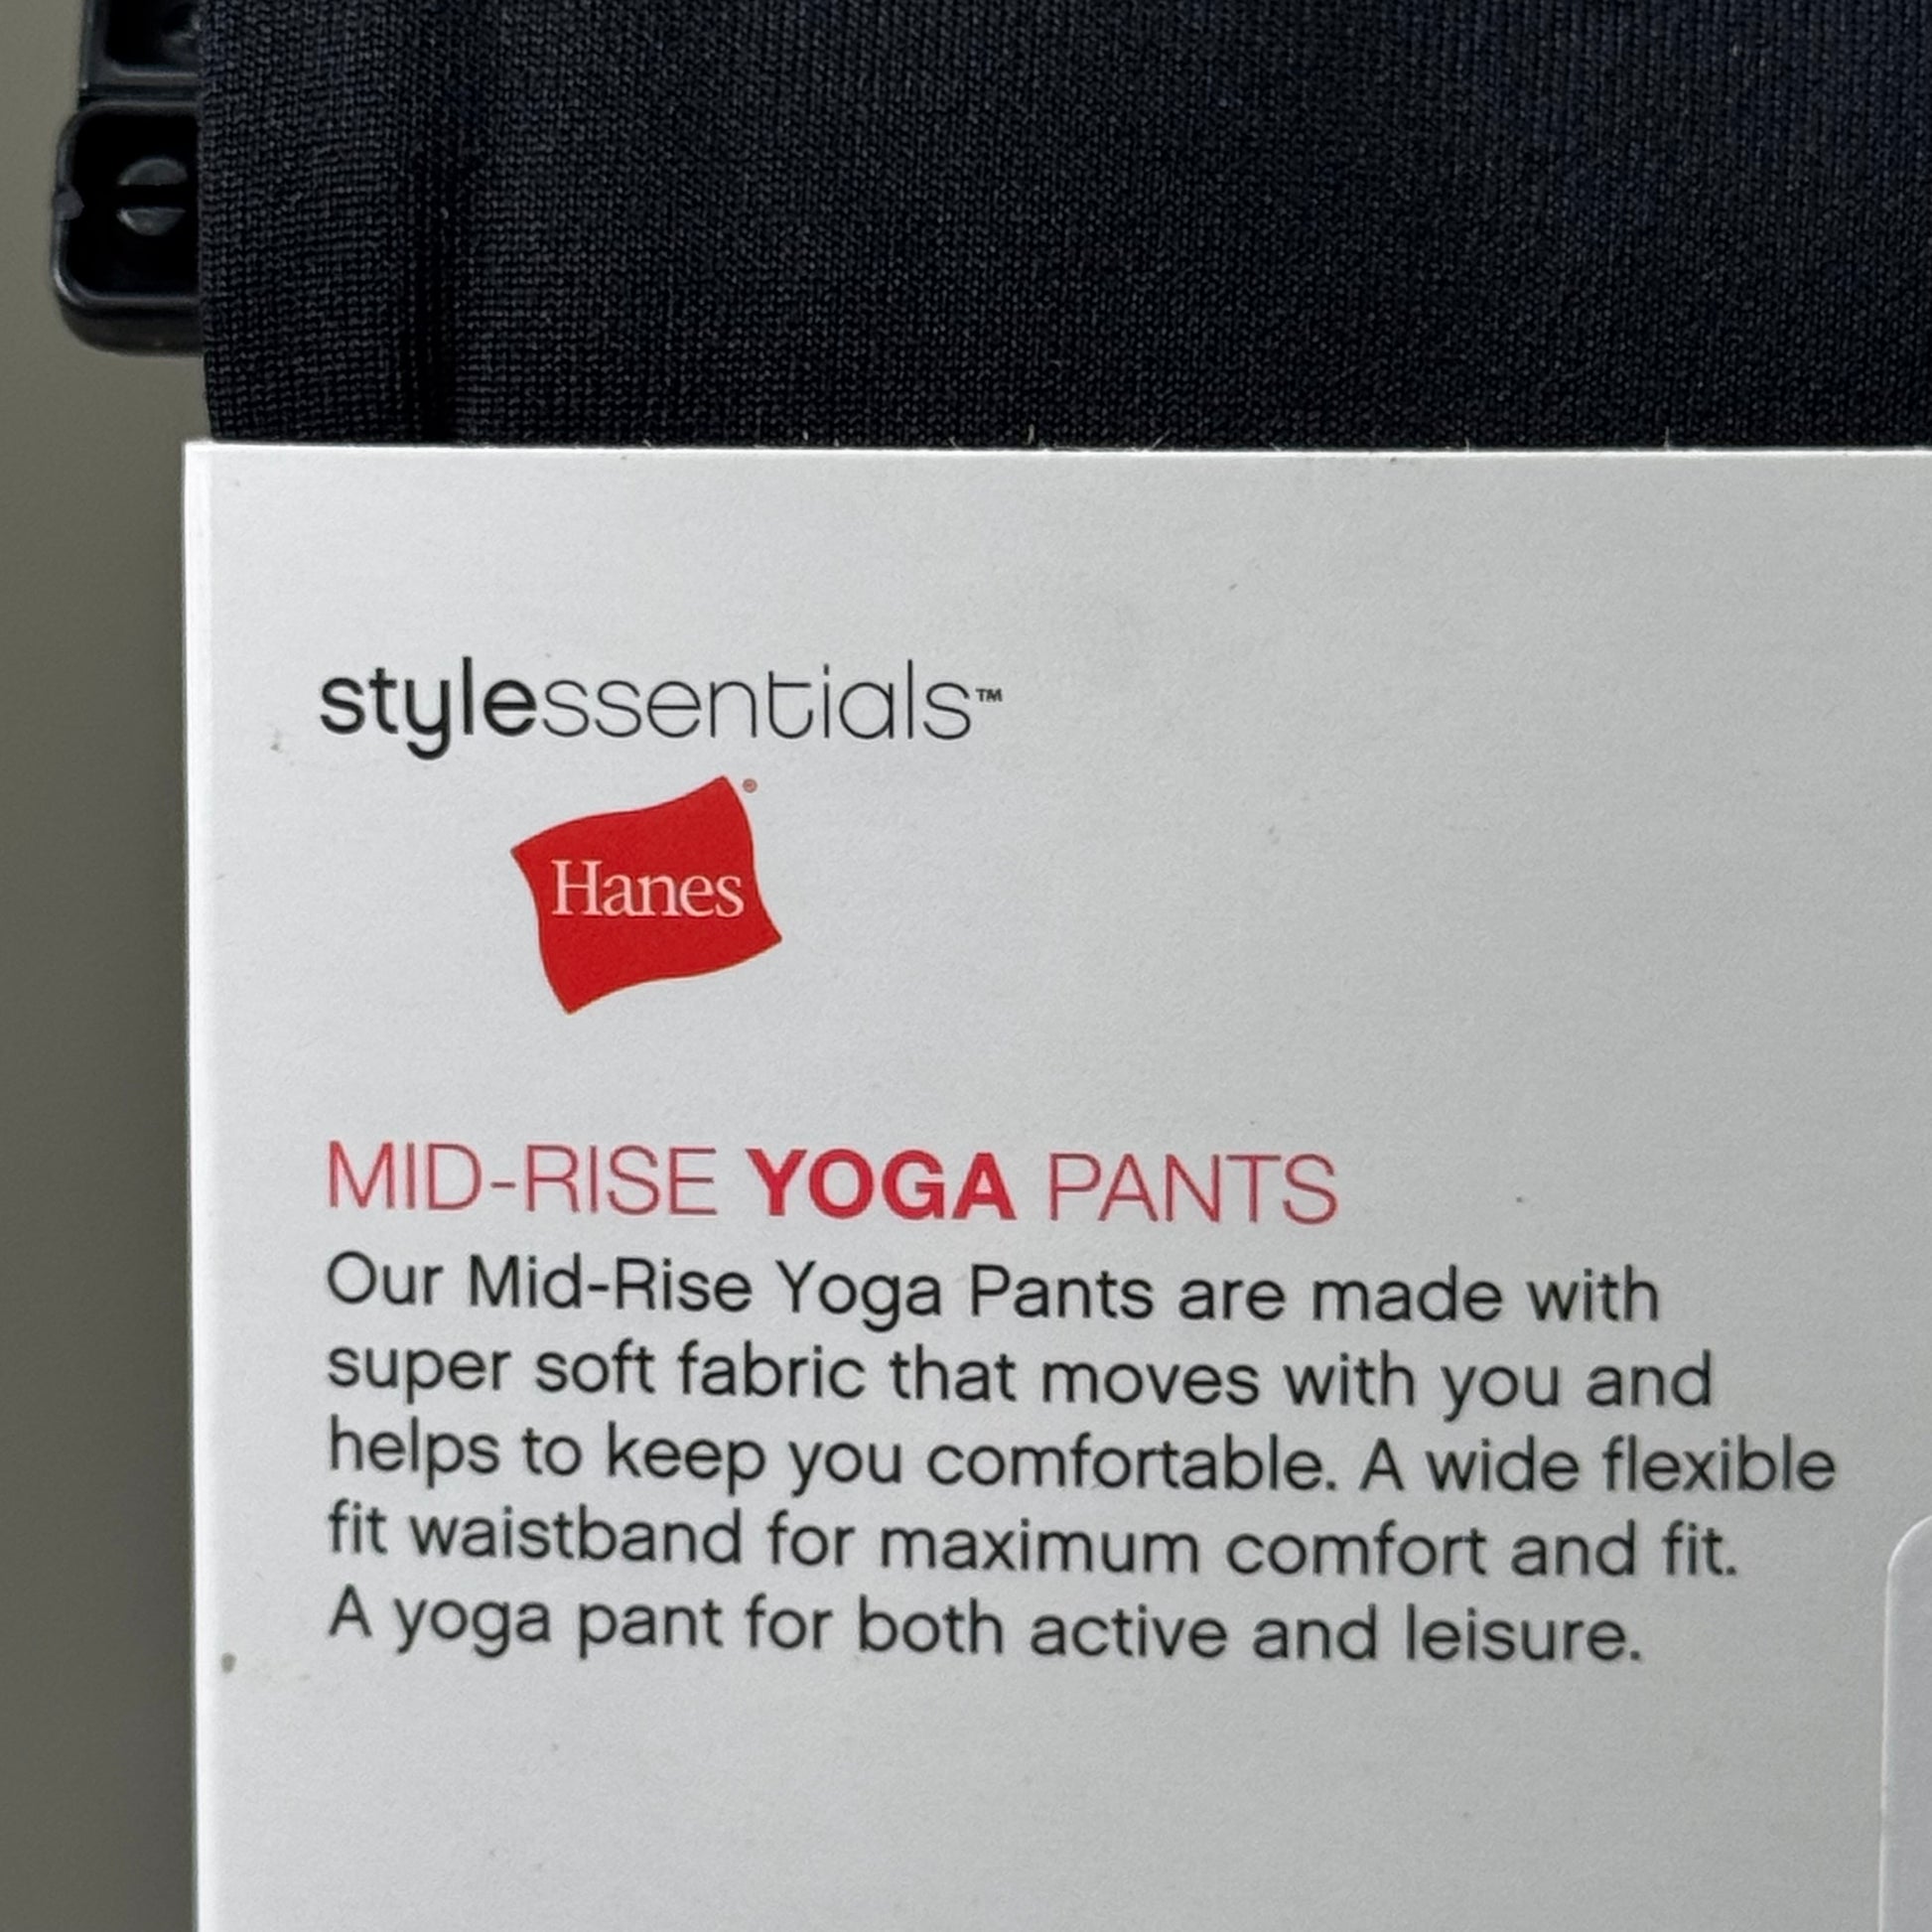 stylessentials™
Hanes®
MID-RISE YOGA PANTS
Our Mid-Rise Yoga Pants are made with
super soft fabric that moves with you and
helps to keep you comfortable. A wide flexible
fit waistband for maximum comfort and fit.
A yoga pant for both active and leisure.